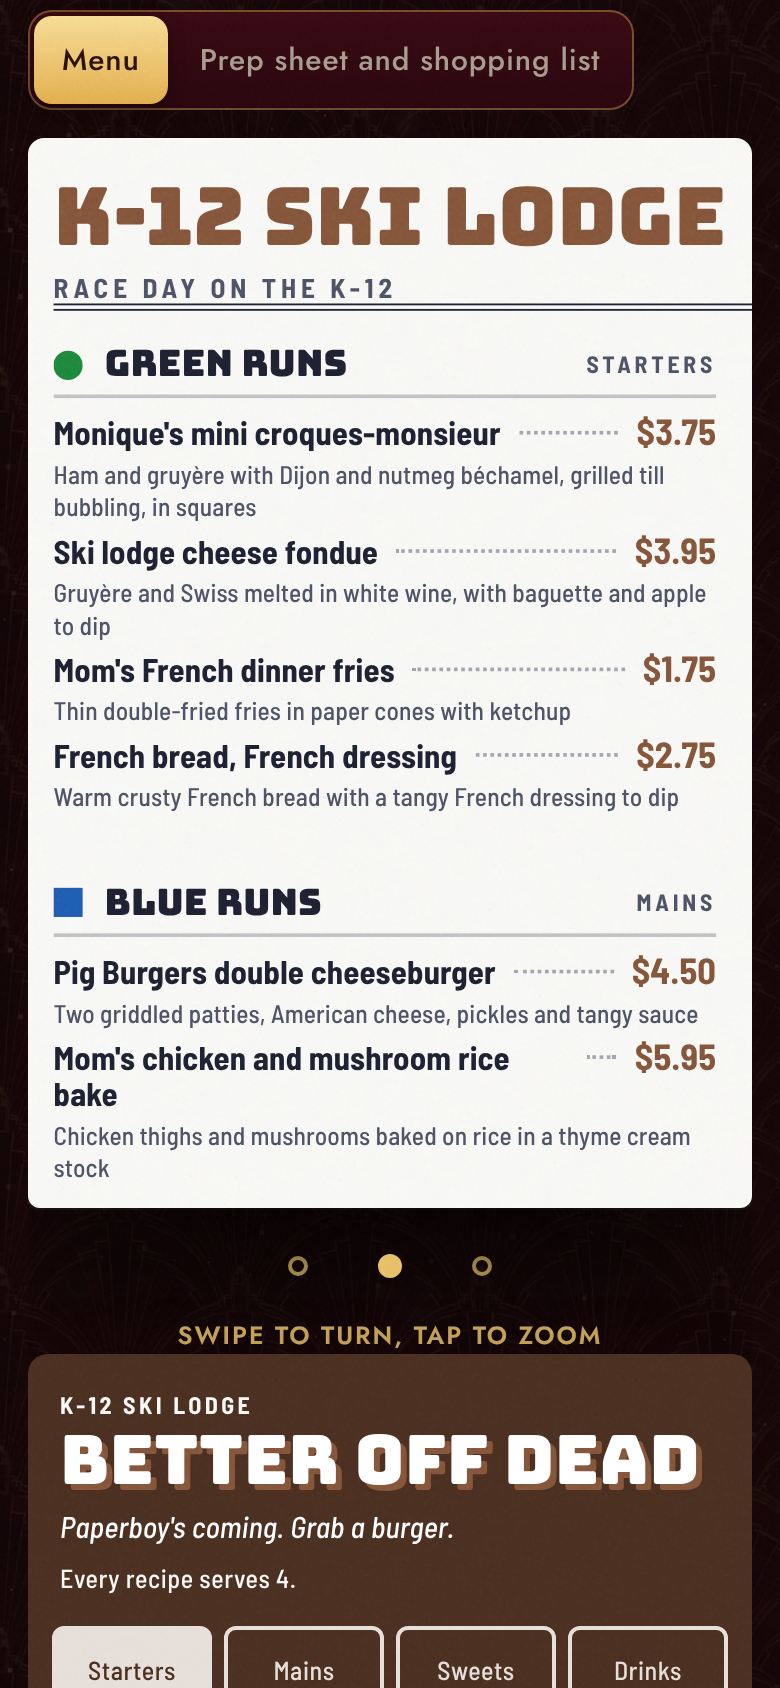 Menu
Prep sheet and shopping list
K-12 SKI LODGE
RACE DAY ON THE K-12
GREEN RUNS
STARTERS
Monique's mini croques-monsieur $3.75
Ham and gruyère with Dijon and nutmeg béchamel, grilled till
bubbling, in squares
Ski lodge cheese fondue $3.95
Gruyère and Swiss melted in white wine, with baguette and apple
to dip
Mom's French dinner fries $1.75
Thin double-fried fries in paper cones with ketchup
French bread, French dressing $2.75
Warm crusty French bread with a tangy French dressing to dip
BLUE RUNS
MAINS
Pig Burgers double cheeseburger $4.50
Two griddled patties, American cheese, pickles and tangy sauce
Mom's chicken and mushroom rice $5.95
bake
Chicken thighs and mushrooms baked on rice in a thyme cream
stock
SWIPE TO TURN, TAP TO ZOOM
K-12 SKI LODGE
BETTER OFF DEAD
Paperboy's coming. Grab a burger.
Every recipe serves 4.
Starters
Mains
Sweets
Drinks